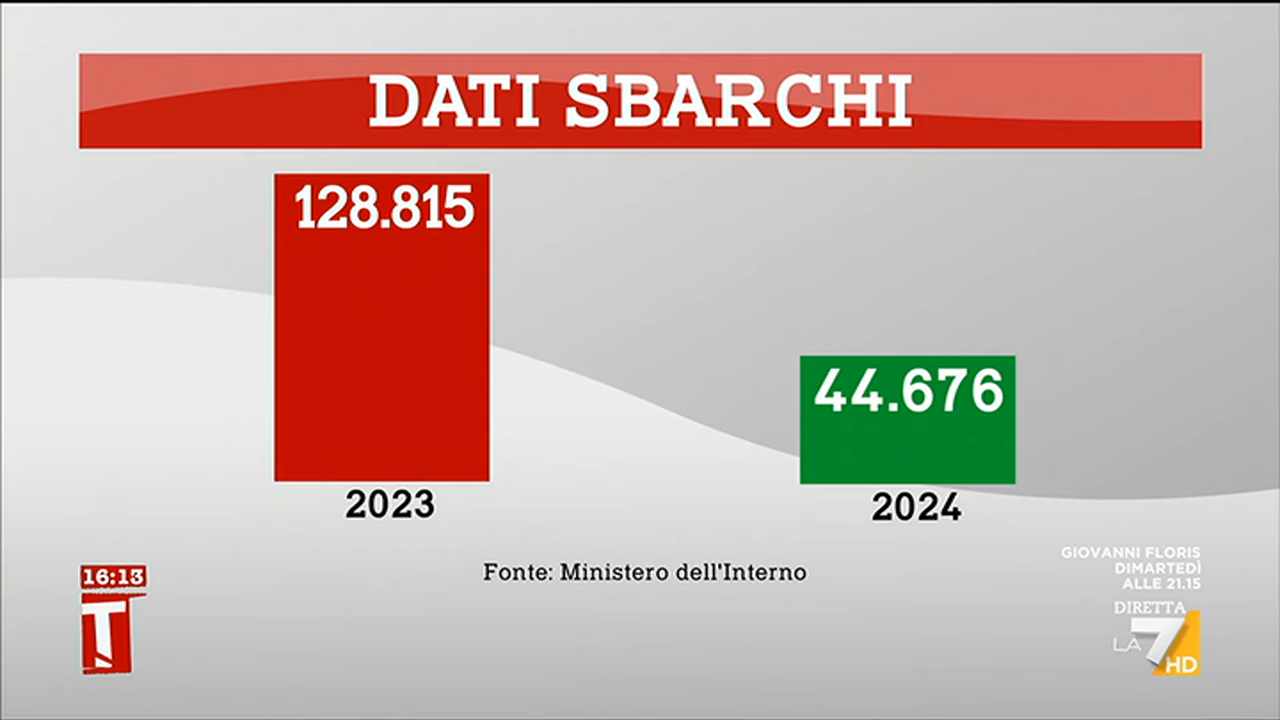 DATI SBARCHI
128.815
44.676
2023
2024
Fonte: Ministero dell'Interno
16:13
T
GIOVANNI FLORIS
DIMARTEDÌ
ALLE 21.15
DIRETTA
LA7
HD